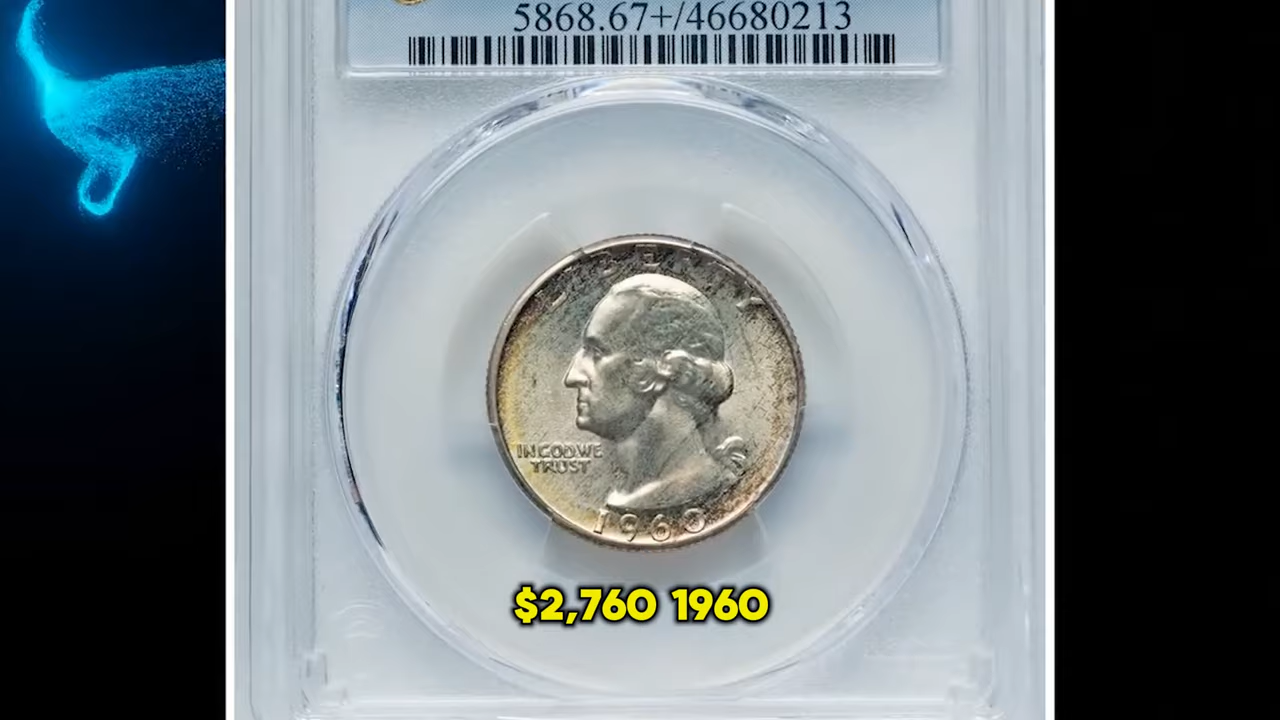 5868.67+/46680213
LIBERTY
IN GOD WE
TRUST
1960
$2,760 1960